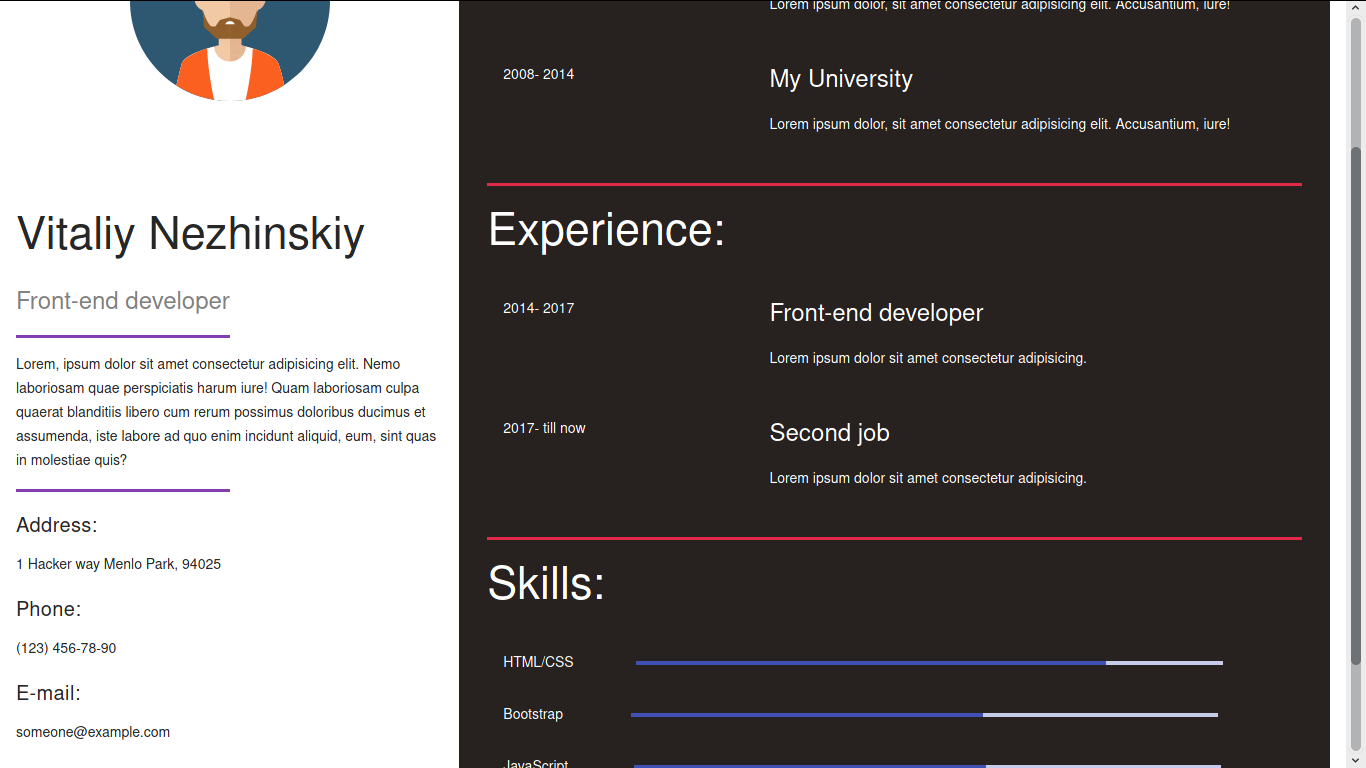 Vitaliy Nezhinskiy
Front-end developer
Lorem, ipsum dolor sit amet consectetur adipisicing elit. Nemo
laboriosam quae perspiciatis harum iure! Quam laboriosam culpa
quaerat blanditiis libero cum rerum possimus doloribus ducimus et
assumenda, iste labore ad quo enim incidunt aliquid, eum, sint quas
in molestiae quis?
Address:
1 Hacker way Menlo Park, 94025
Phone:
(123) 456-78-90
E-mail:
someone@example.com
Lorem ipsum dolor, sit amet consectetur adipisicing elit. Accusantium, iure!
2008- 2014
My University
Lorem ipsum dolor, sit amet consectetur adipisicing elit. Accusantium, iure!
Experience:
2014- 2017
Front-end developer
Lorem ipsum dolor sit amet consectetur adipisicing.
2017- till now
Second job
Lorem ipsum dolor sit amet consectetur adipisicing.
Skills:
HTML/CSS
Bootstrap
JavaScript